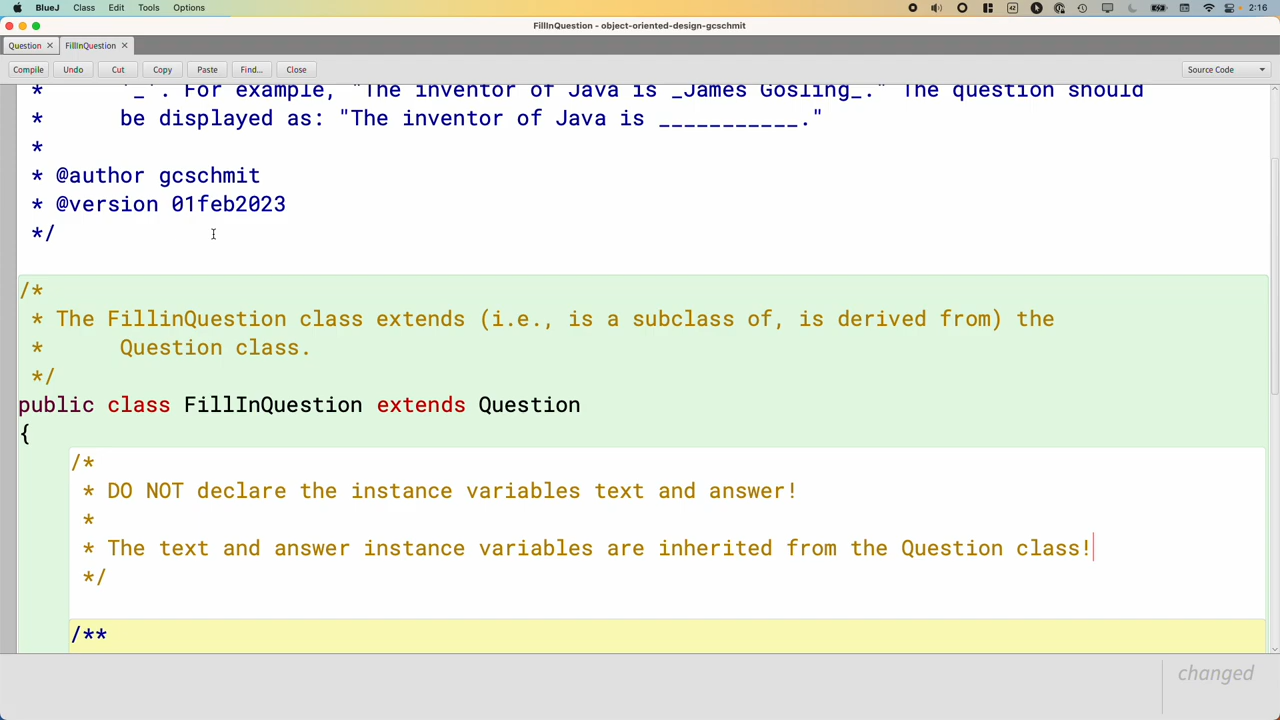 BlueJ Class Edit Tools Options 42 2:16
FillInQuestion - object-oriented-design-gcschmit
Question × FillInQuestion ×
Compile Undo Cut Copy Paste Find... Close Source Code
* '_'. For example, "The inventor of Java is _James Gosling_." The question should
* be displayed as: "The inventor of Java is ___________."
*
* @author gcschmit
* @version 01feb2023
*/
/*
* The FillinQuestion class extends (i.e., is a subclass of, is derived from) the
* Question class.
*/
public class FillInQuestion extends Question
{
/*
* DO NOT declare the instance variables text and answer!
*
* The text and answer instance variables are inherited from the Question class!
*/
/**
changed